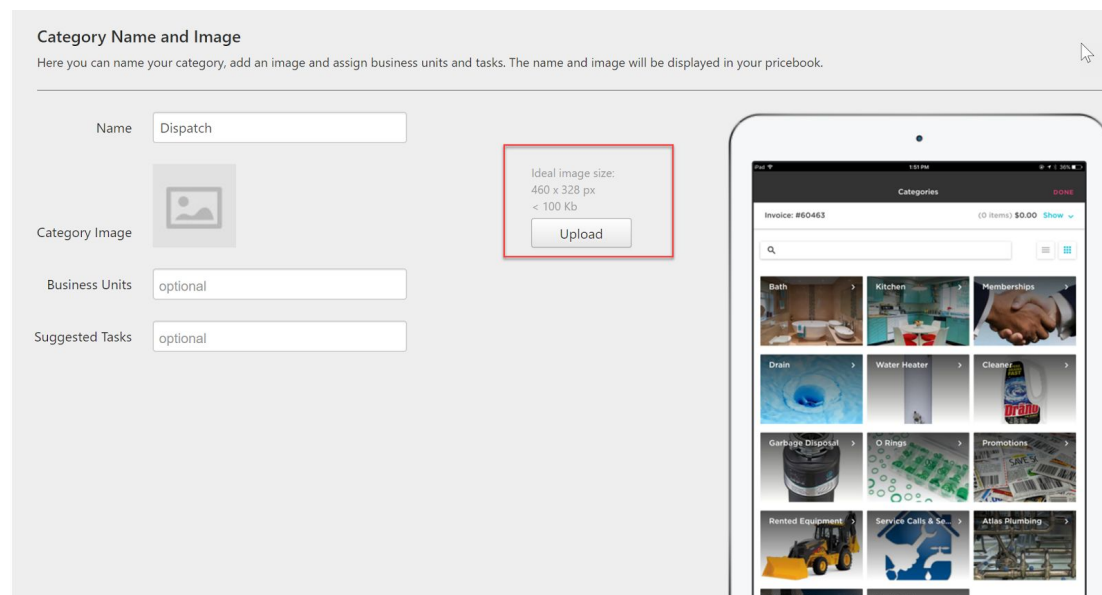 Category Name and Image
Here you can name your category, add an image and assign business units and tasks. The name and image will be displayed in your pricebook.
Name
Dispatch
Category Image
Ideal image size:
460 x 328 px
< 100 Kb
Upload
Business Units
optional
Suggested Tasks
optional
iPad
1:51 PM
36%
Categories
DONE
Invoice: #60463
(0 items) $0.00 Show
Bath
Kitchen
Memberships
Drain
Water Heater
Cleaner
Drano
Garbage Disposal
O Rings
Promotions
Rented Equipment
Service Calls & Se...
Atlas Plumbing